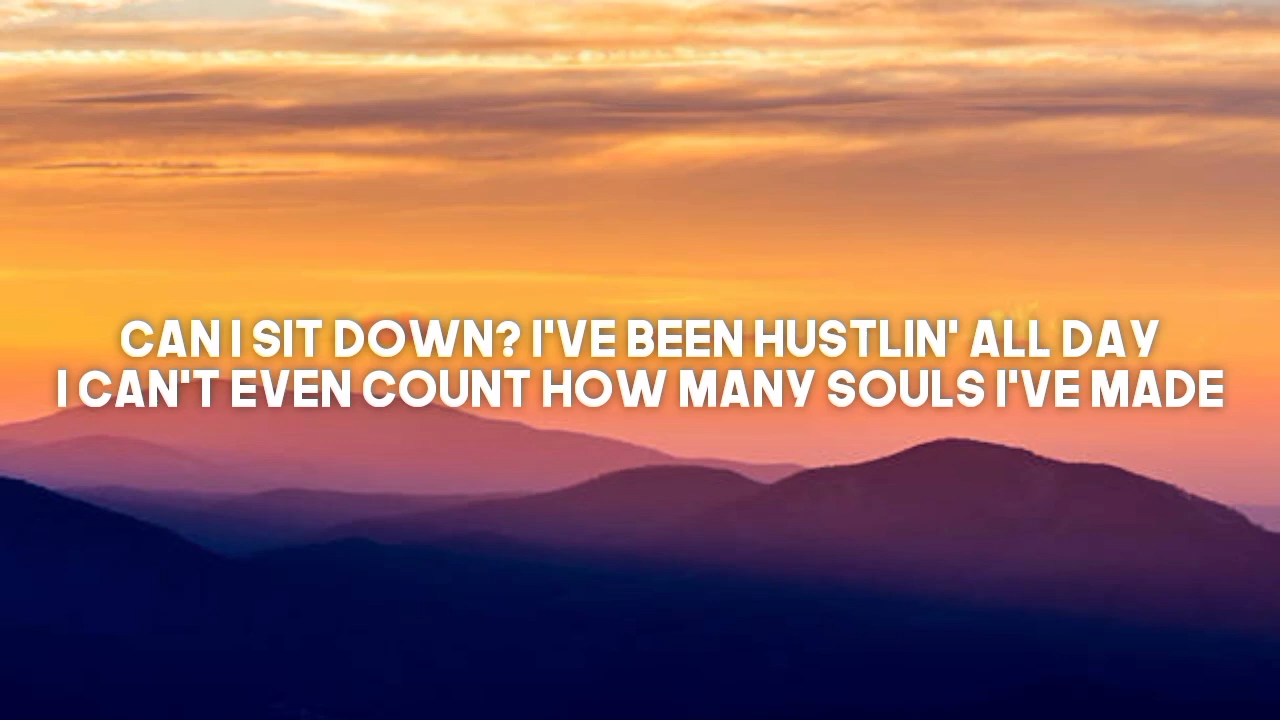 CAN I SIT DOWN? I'VE BEEN HUSTLIN' ALL DAY
I CAN'T EVEN COUNT HOW MANY SOULS I'VE MADE